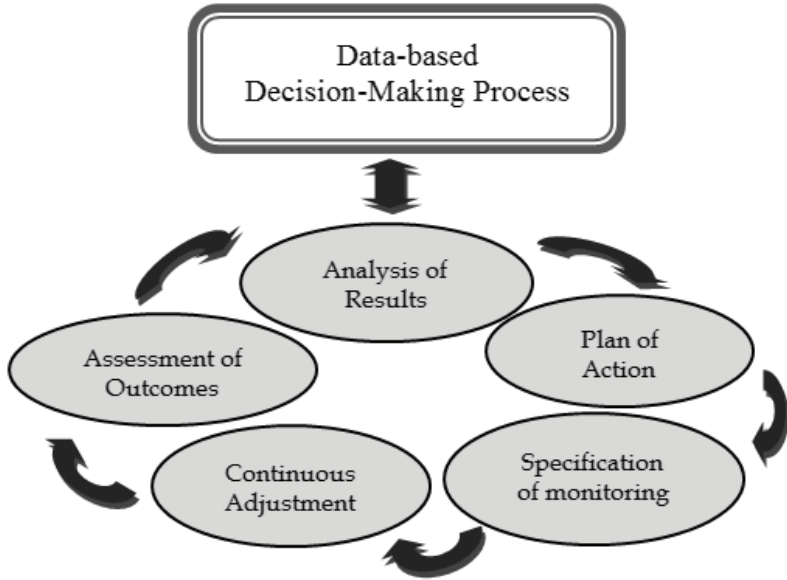 Data-based
Decision-Making Process
Analysis of
Results
Plan of
Action
Specification
of monitoring
Continuous
Adjustment
Assessment of
Outcomes